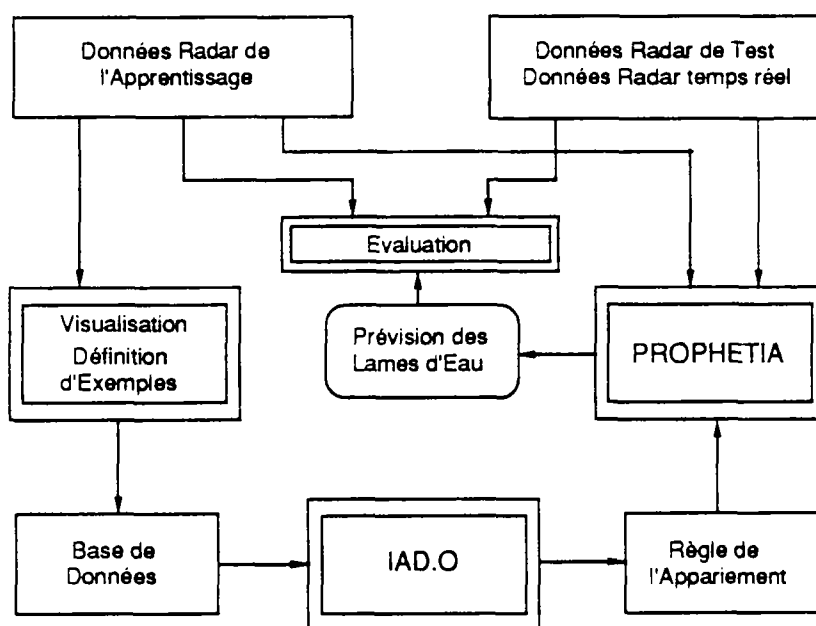 Données Radar de
l'Apprentissage
Données Radar de Test
Données Radar temps réel
Evaluation
Visualisation
Définition
d'Exemples
Prévision des
Lames d'Eau
PROPHETIA
Base de
Données
IAD.O
Règle de
l'Appariement